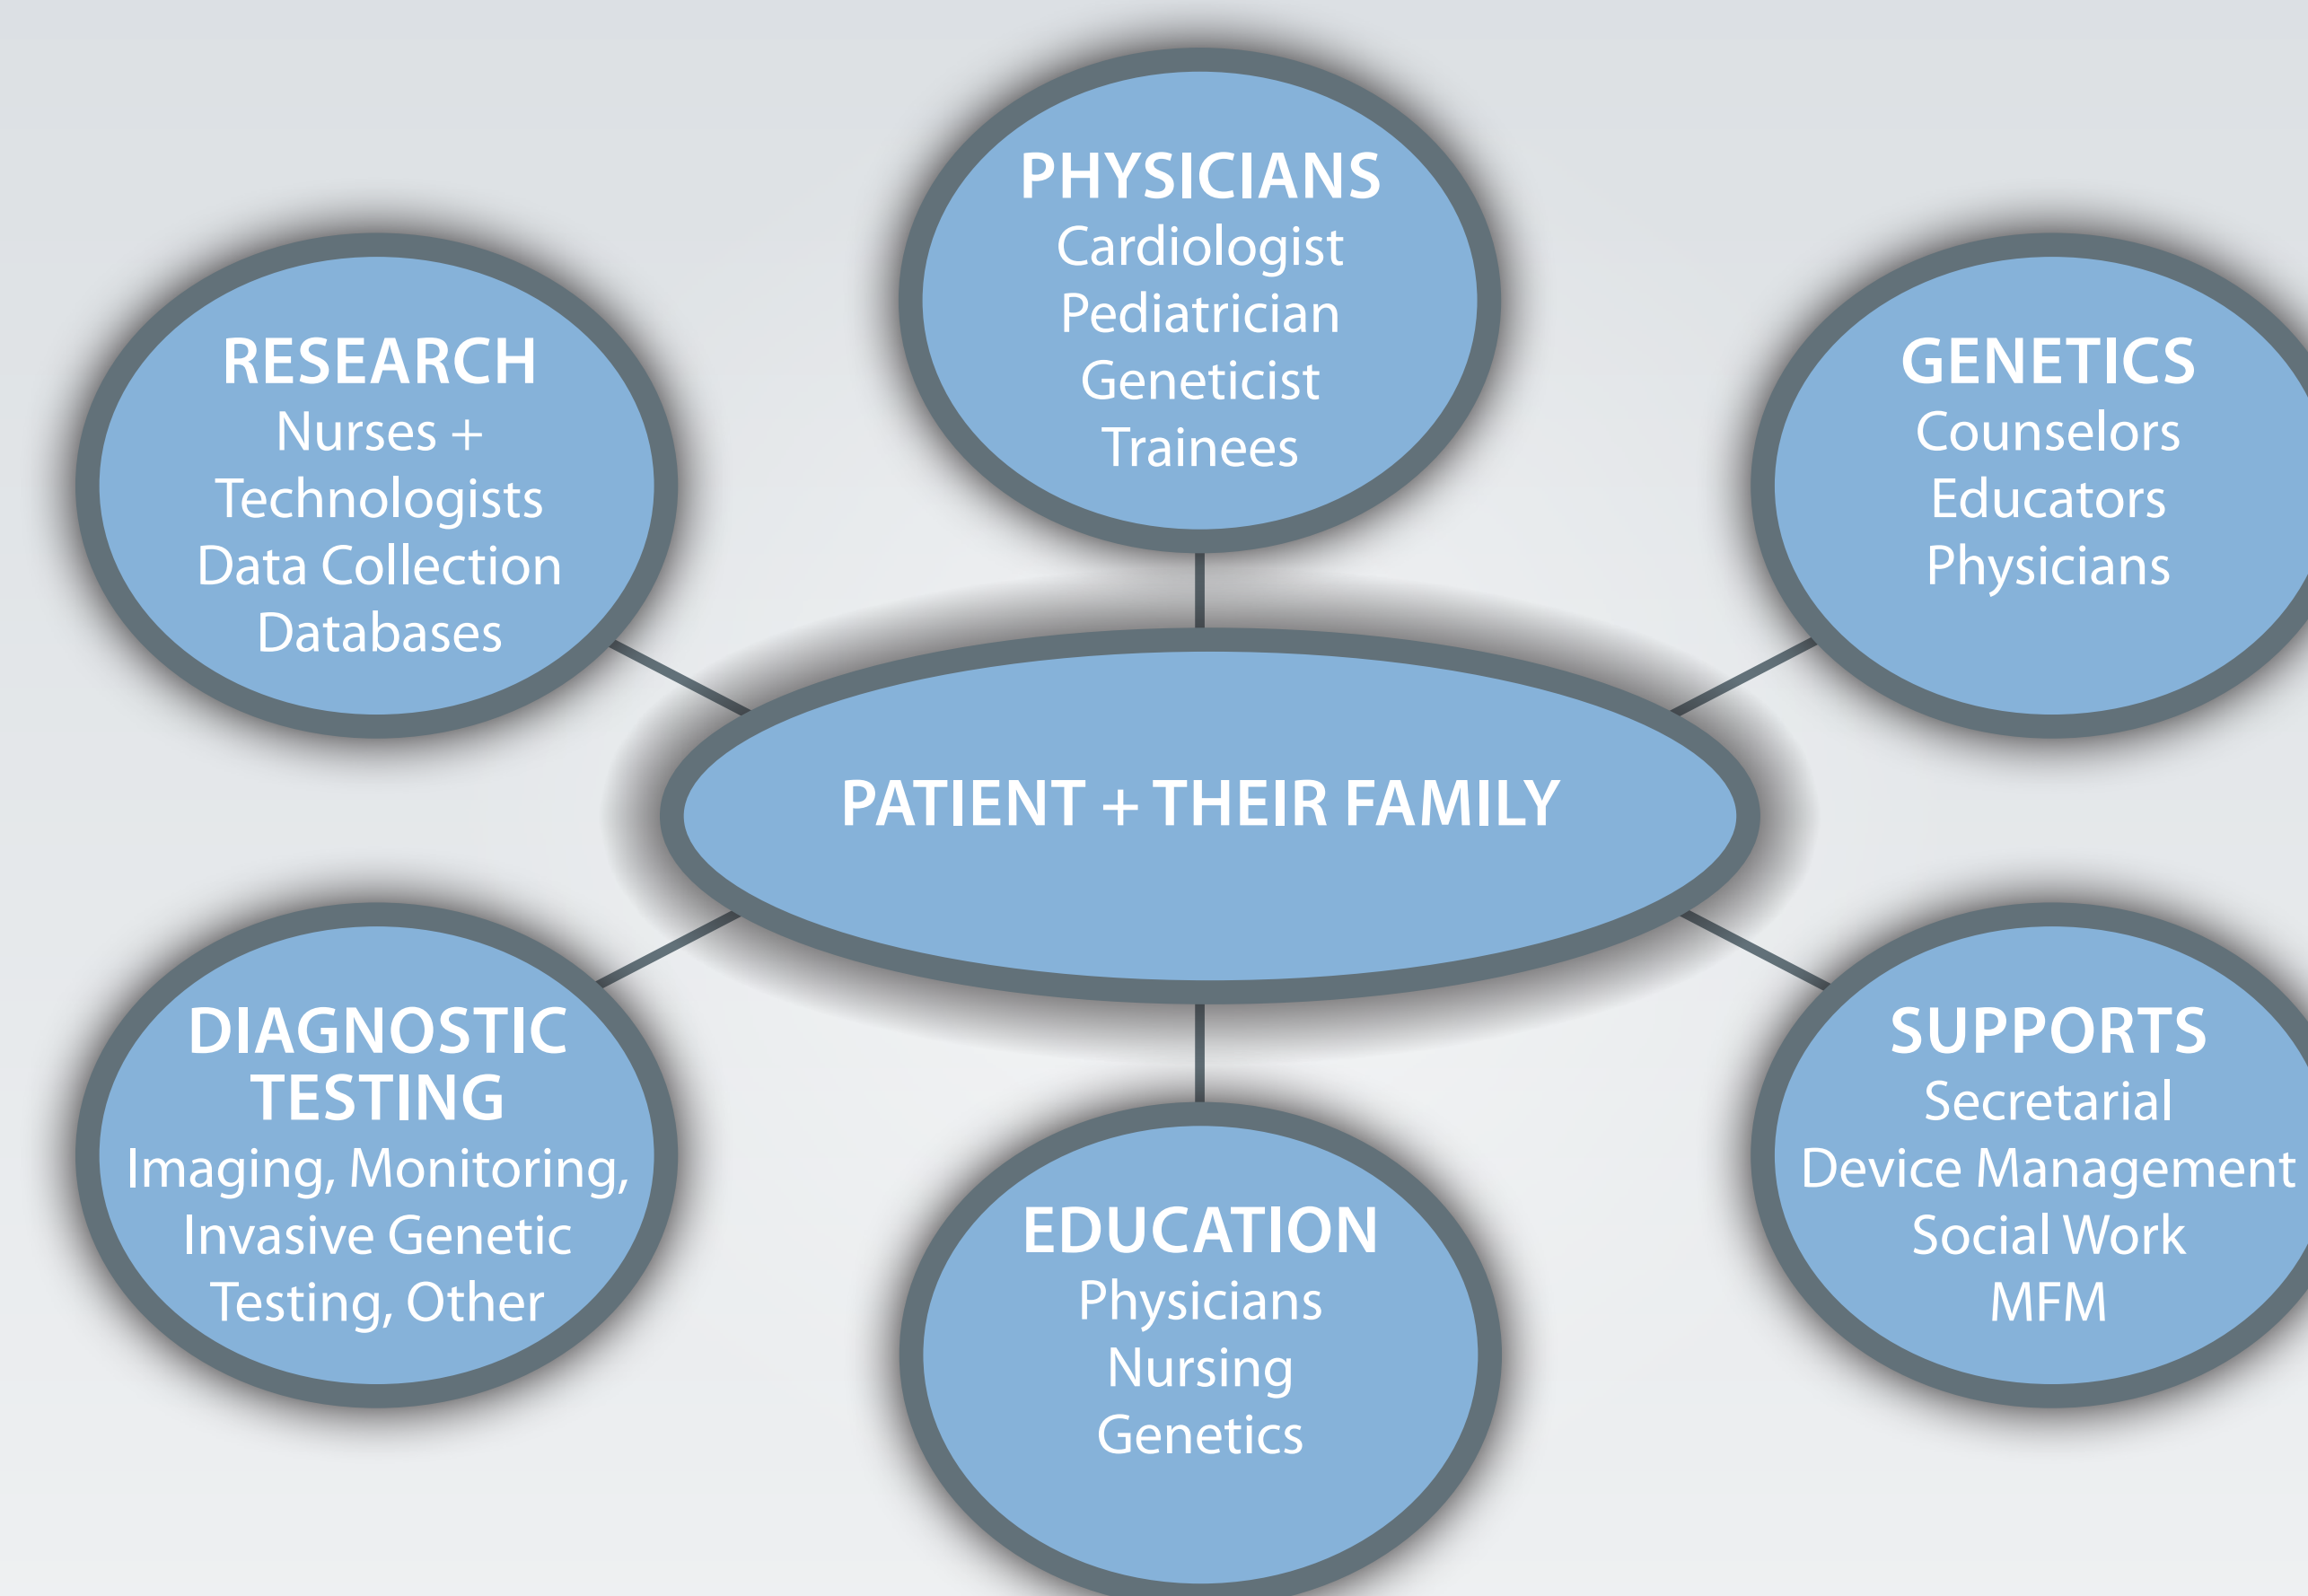 PHYSICIANS
Cardiologist
Pediatrician
Geneticist
Trainees
RESEARCH
Nurses +
Technologists
Data Collection
Databases
GENETICS
Counselors
Educators
Physicians
PATIENT + THEIR FAMILY
DIAGNOSTIC
TESTING
Imaging, Monitoring,
Invasive Genetic
Testing, Other
EDUCATION
Physicians
Nursing
Genetics
SUPPORTS
Secretarial
Device Management
Social Work
MFM